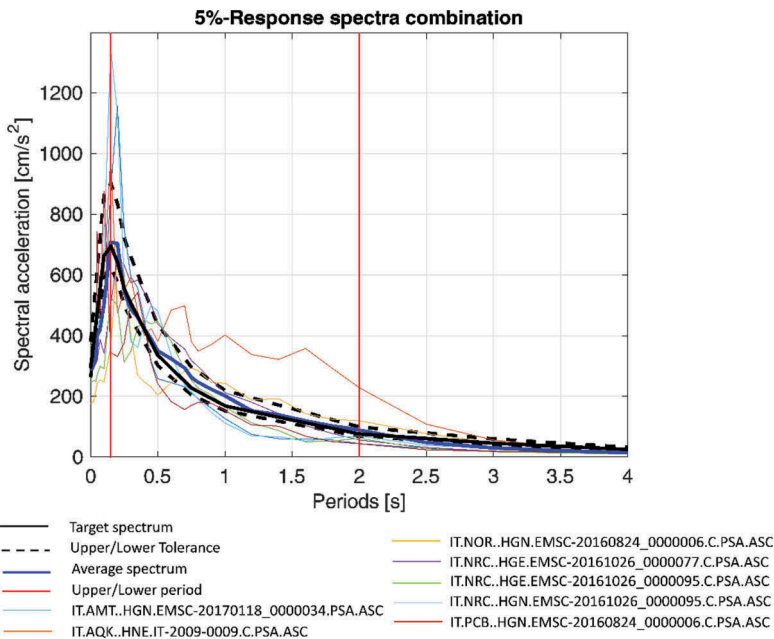 5%-Response spectra combination
Spectral acceleration [cm/s²]
1200
1000
800
600
400
200
0
0 0.5 1 1.5 2 2.5 3 3.5 4
Periods [s]
Target spectrum
Upper/Lower Tolerance
Average spectrum
Upper/Lower period
IT.AMT..HGN.EMSC-20170118_0000034.PSA.ASC
IT.AQK..HNE.IT-2009-0009.C.PSA.ASC
IT.NOR..HGN.EMSC-20160824_0000006.C.PSA.ASC
IT.NRC..HGE.EMSC-20161026_0000077.C.PSA.ASC
IT.NRC..HGE.EMSC-20161026_0000095.C.PSA.ASC
IT.NRC..HGN.EMSC-20161026_0000095.C.PSA.ASC
IT.PCB..HGN.EMSC-20160824_0000006.C.PSA.ASC